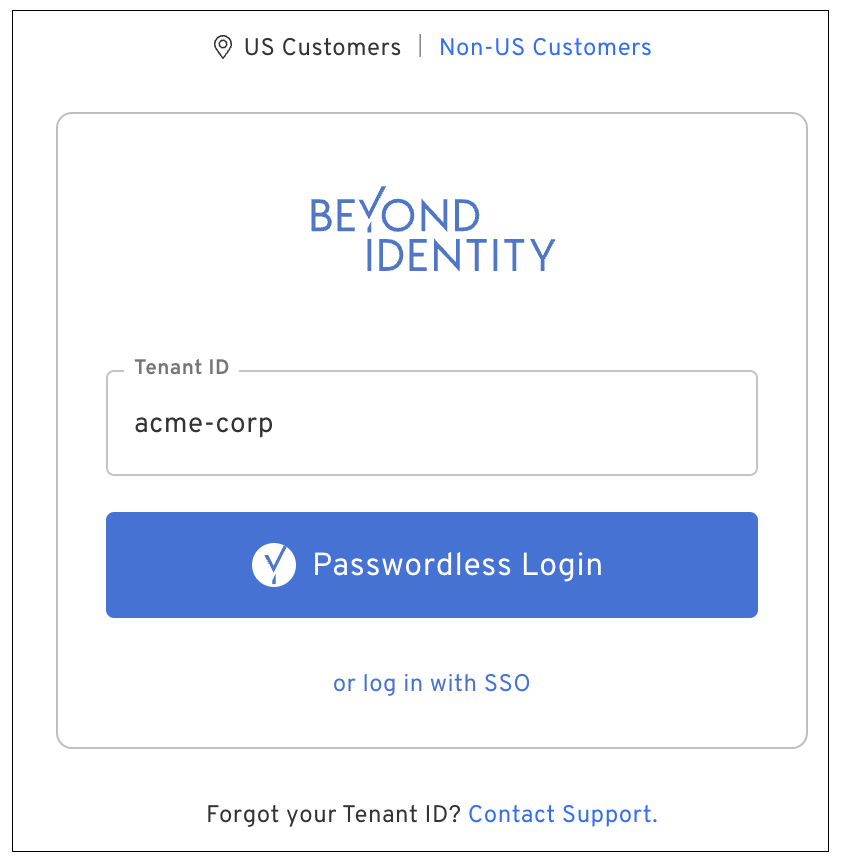 US Customers | Non-US Customers
BEYOND
IDENTITY
Tenant ID
acme-corp
Passwordless Login
or log in with SSO
Forgot your Tenant ID? Contact Support.